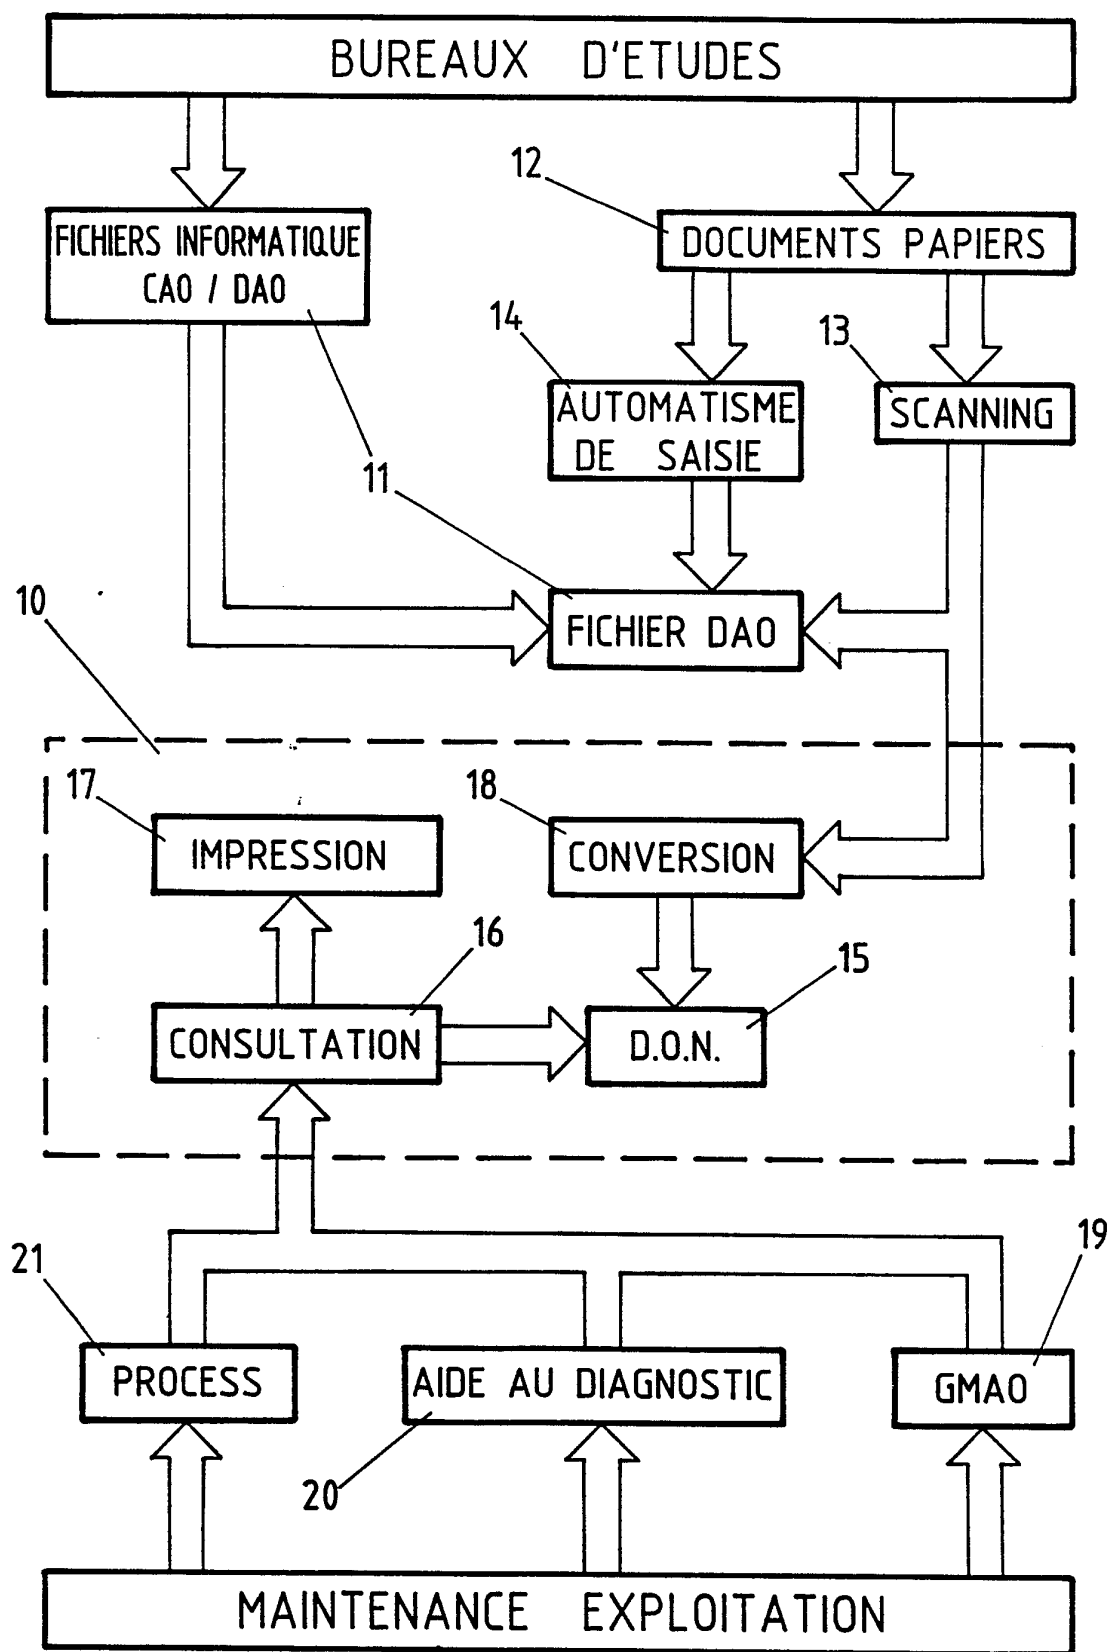 BUREAUX D'ETUDES
12
FICHIERS INFORMATIQUE
CAO / DAO
DOCUMENTS PAPIERS
14
13
AUTOMATISME
DE SAISIE
SCANNING
11
10
FICHIER DAO
17
18
IMPRESSION
CONVERSION
16
15
CONSULTATION
D.O.N.
21
19
PROCESS
AIDE AU DIAGNOSTIC
GMAO
20
MAINTENANCE EXPLOITATION